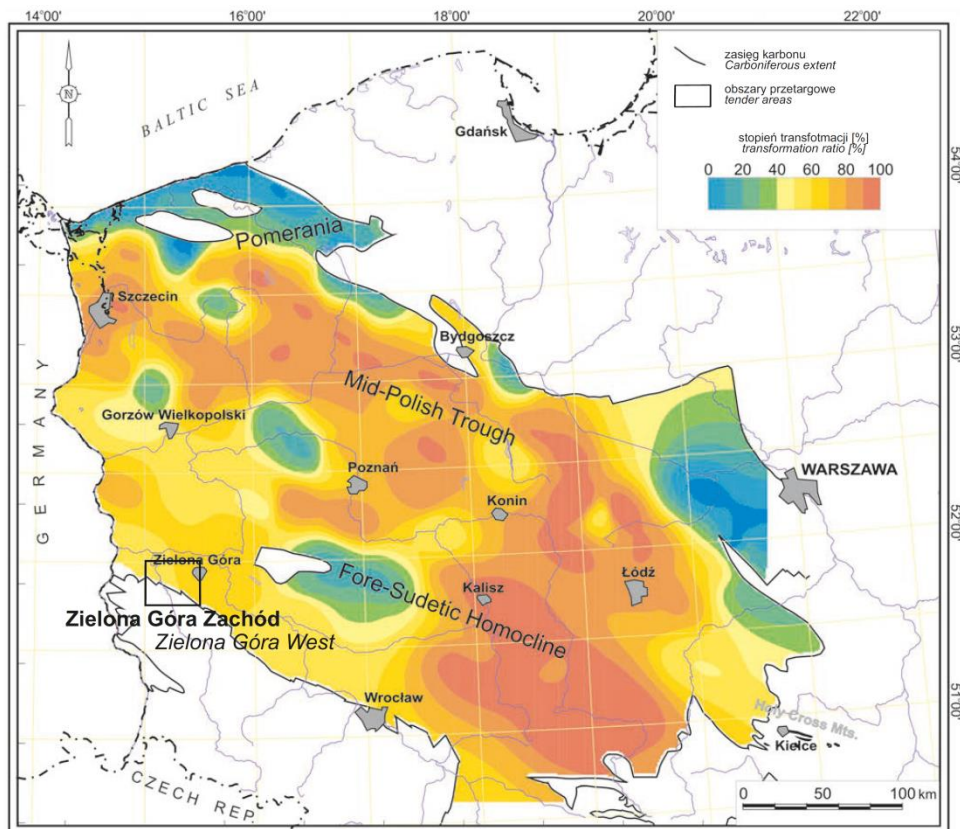 14°00' 16°00' 18°00' 20°00' 22°00'
zasięg karbonu
Carboniferous extent
obszary przetargowe
tender areas
stopień transfotmacji [%]
transformation ratio [%]
0 20 40 60 80 100
N
BALTIC SEA
Gdańsk
54°00'
Pomerania
Szczecin
Bydgoszcz
53°00'
GERMANY
Mid-Polish Trough
Gorzów Wielkopolski
Poznań
WARSZAWA
Konin
52°00'
Zielona Góra
Fore-Sudetic Homocline
Kalisz
Łódź
Zielona Góra Zachód
Zielona Góra West
Wrocław
51°00'
Holy Cross Mts.
Kielce
CZECH REP.
0 50 100 km